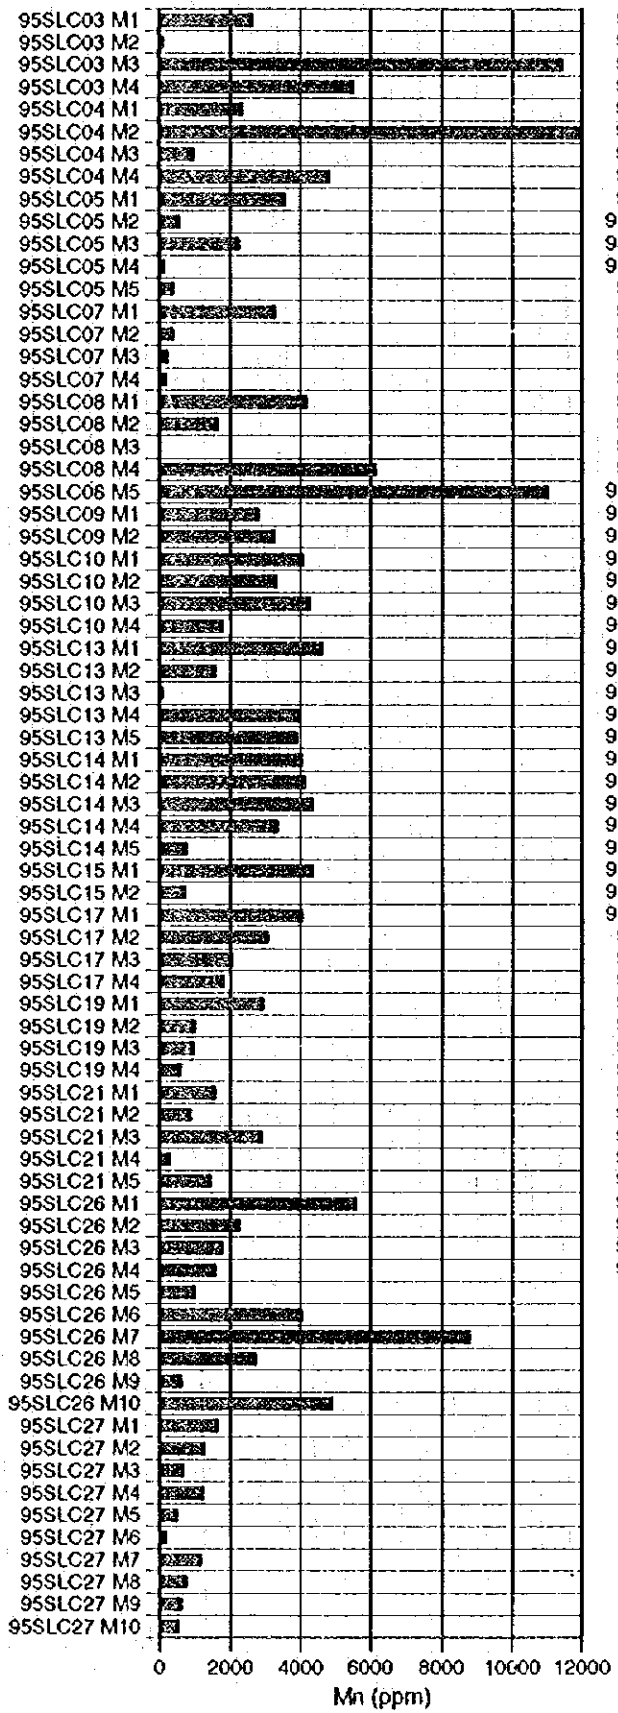 95SLC03 M1
95SLC03 M2
95SLC03 M3
95SLC03 M4
95SLC04 M1
95SLC04 M2
95SLC04 M3
95SLC04 M4
95SLC05 M1
95SLC05 M2
95SLC05 M3
95SLC05 M4
95SLC05 M5
95SLC07 M1
95SLC07 M2
95SLC07 M3
95SLC07 M4
95SLC08 M1
95SLC08 M2
95SLC08 M3
95SLC08 M4
95SLC08 M5
95SLC09 M1
95SLC09 M2
95SLC10 M1
95SLC10 M2
95SLC10 M3
95SLC10 M4
95SLC13 M1
95SLC13 M2
95SLC13 M3
95SLC13 M4
95SLC13 M5
95SLC14 M1
95SLC14 M2
95SLC14 M3
95SLC14 M4
95SLC14 M5
95SLC15 M1
95SLC15 M2
95SLC17 M1
95SLC17 M2
95SLC17 M3
95SLC17 M4
95SLC19 M1
95SLC19 M2
95SLC19 M3
95SLC19 M4
95SLC21 M1
95SLC21 M2
95SLC21 M3
95SLC21 M4
95SLC21 M5
95SLC26 M1
95SLC26 M2
95SLC26 M3
95SLC26 M4
95SLC26 M5
95SLC26 M6
95SLC26 M7
95SLC26 M8
95SLC26 M9
95SLC26 M10
95SLC27 M1
95SLC27 M2
95SLC27 M3
95SLC27 M4
95SLC27 M5
95SLC27 M6
95SLC27 M7
95SLC27 M8
95SLC27 M9
95SLC27 M10
0 2000 4000 6000 8000 10000 12000
Mn (ppm)